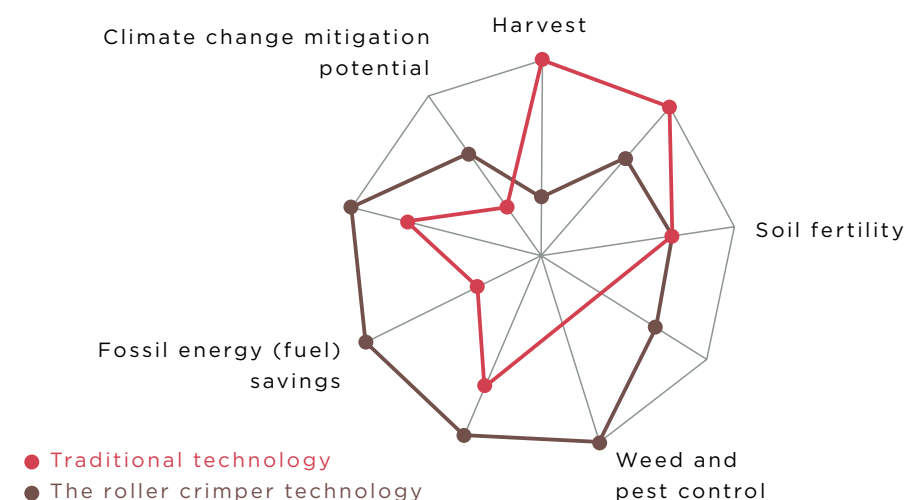 Harvest
Climate change mitigation
potential
Soil fertility
Fossil energy (fuel)
savings
Weed and
pest control
Traditional technology
The roller crimper technology